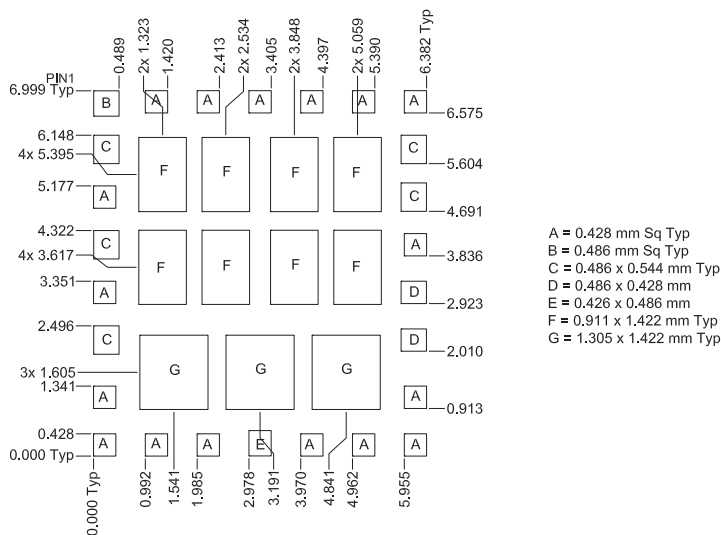 0.489
2x 1.323
1.420
2.413
2x 2.534
3.405
2x 3.848
4.397
2x 5.059
5.390
6.382 Typ
PIN1
6.999 Typ
B
A
A
A
A
A
A
6.575
6.148
C
C
5.604
4x 5.395
F
F
F
F
5.177
A
C
4.691
4.322
C
A
3.836
4x 3.617
F
F
F
F
3.351
A
D
2.923
2.496
C
D
2.010
3x 1.605
G
G
G
1.341
A
A
0.913
0.428
A
A
A
E
A
A
A
0.000 Typ
0.000 Typ
0.992
1.541
1.985
2.978
3.191
3.970
4.841
4.962
5.955
A = 0.428 mm Sq Typ
B = 0.486 mm Sq Typ
C = 0.486 x 0.544 mm Typ
D = 0.486 x 0.428 mm
E = 0.426 x 0.486 mm
F = 0.911 x 1.422 mm Typ
G = 1.305 x 1.422 mm Typ